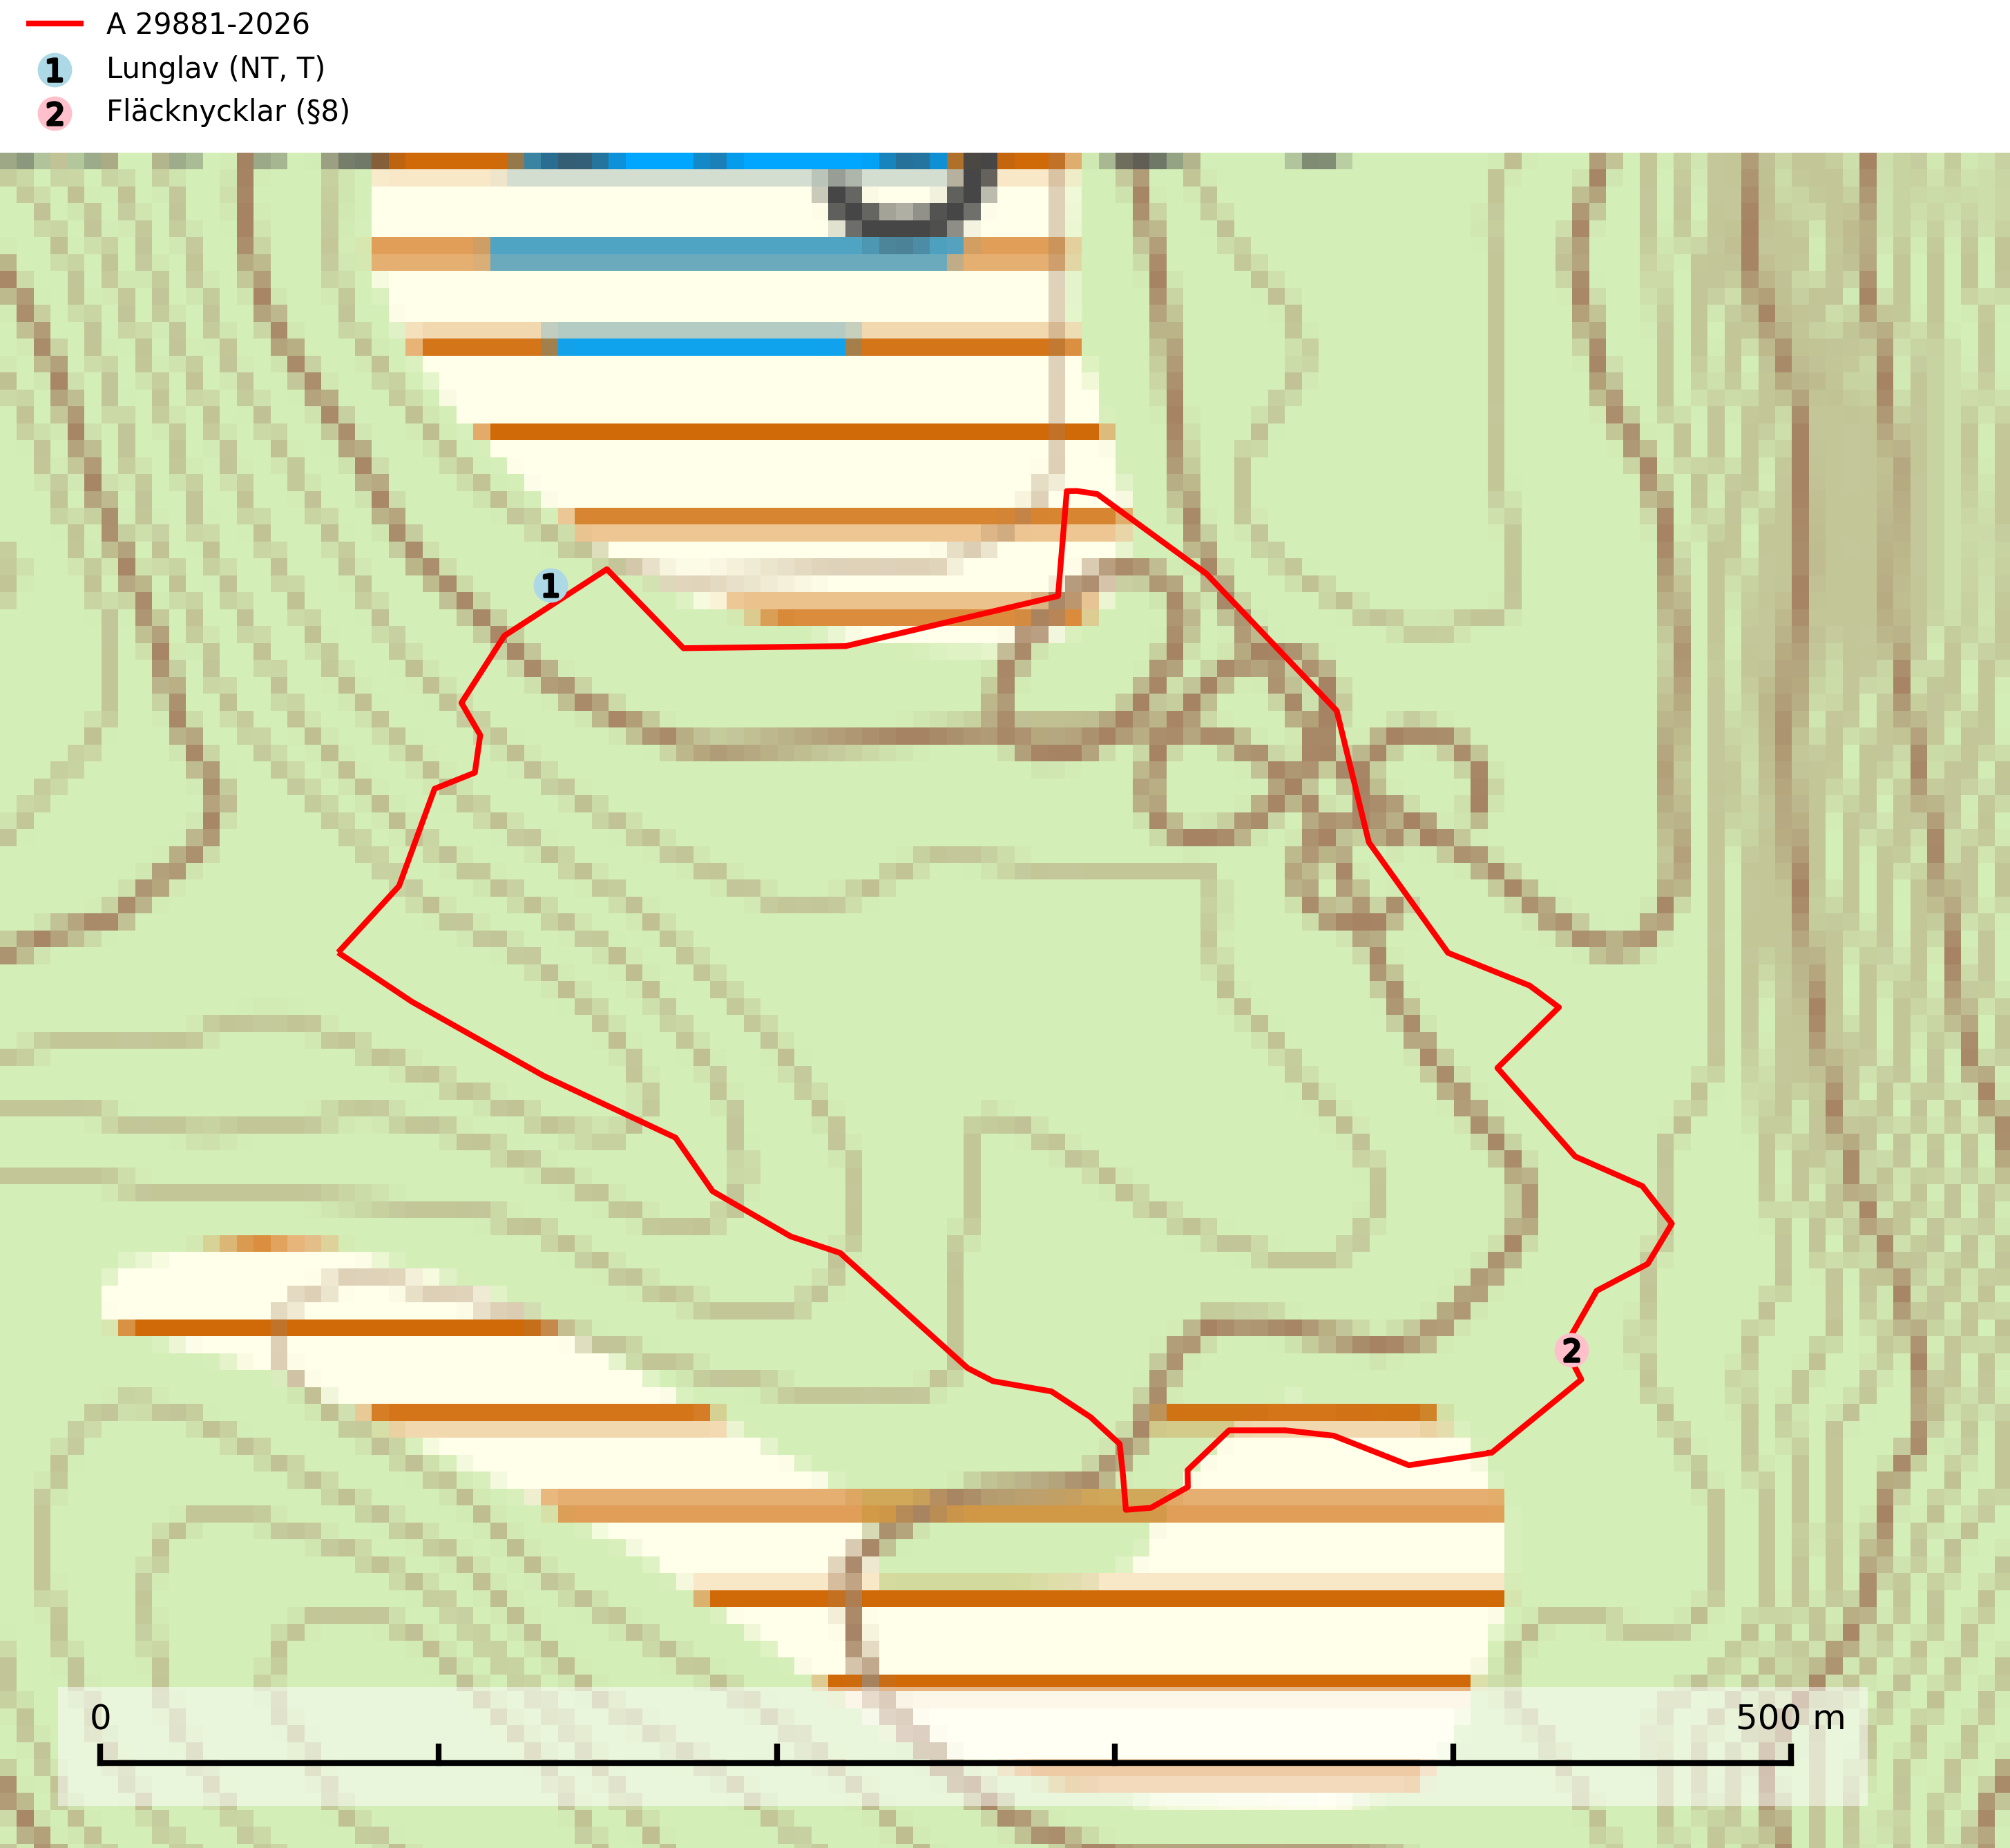 A 29881-2026
1 Lunglav (NT, T)
2 Fläcknycklar (§8)
1
2
0 500 m